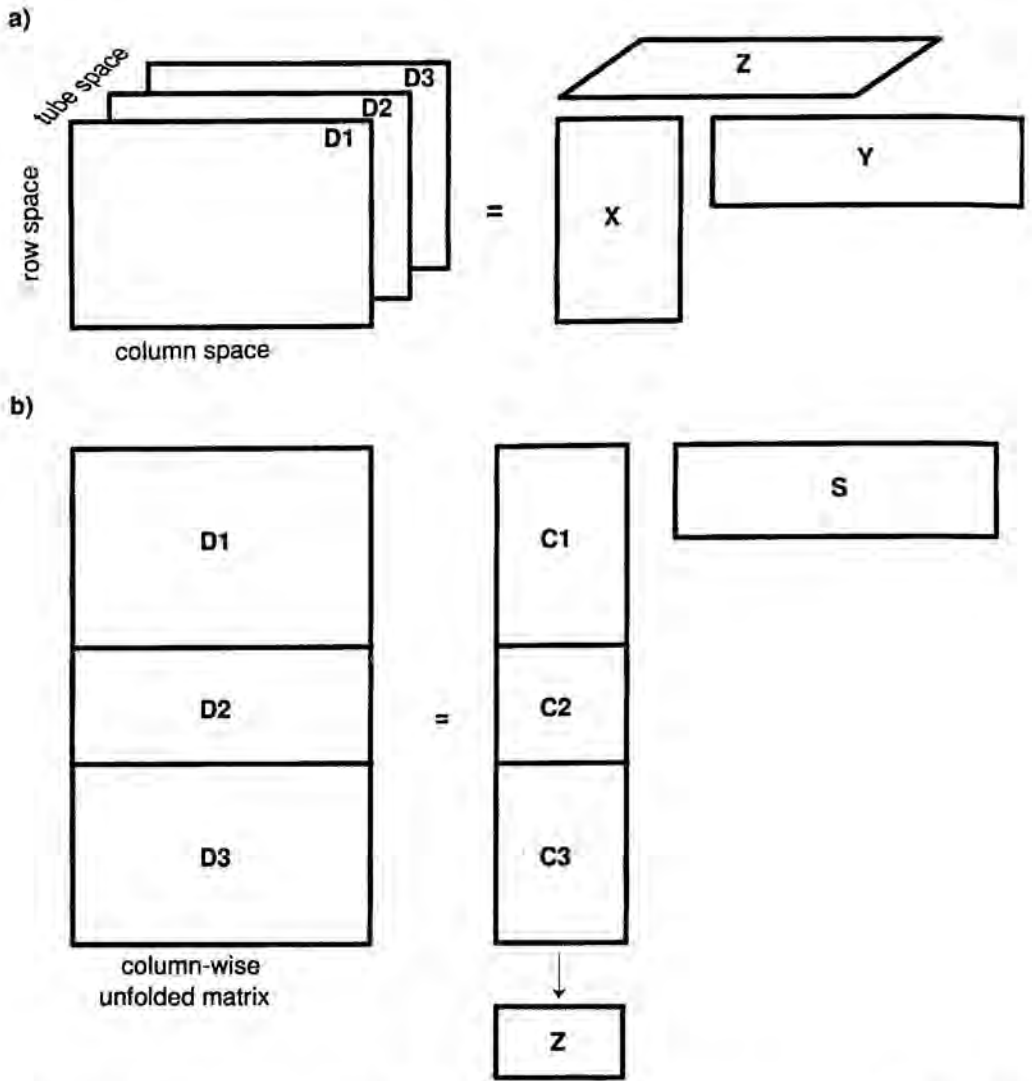 a)
tube space
D3
D2
D1
row space
column space
=
Z
X
Y
b)
D1
D2
D3
column-wise
unfolded matrix
=
C1
C2
C3
S
Z